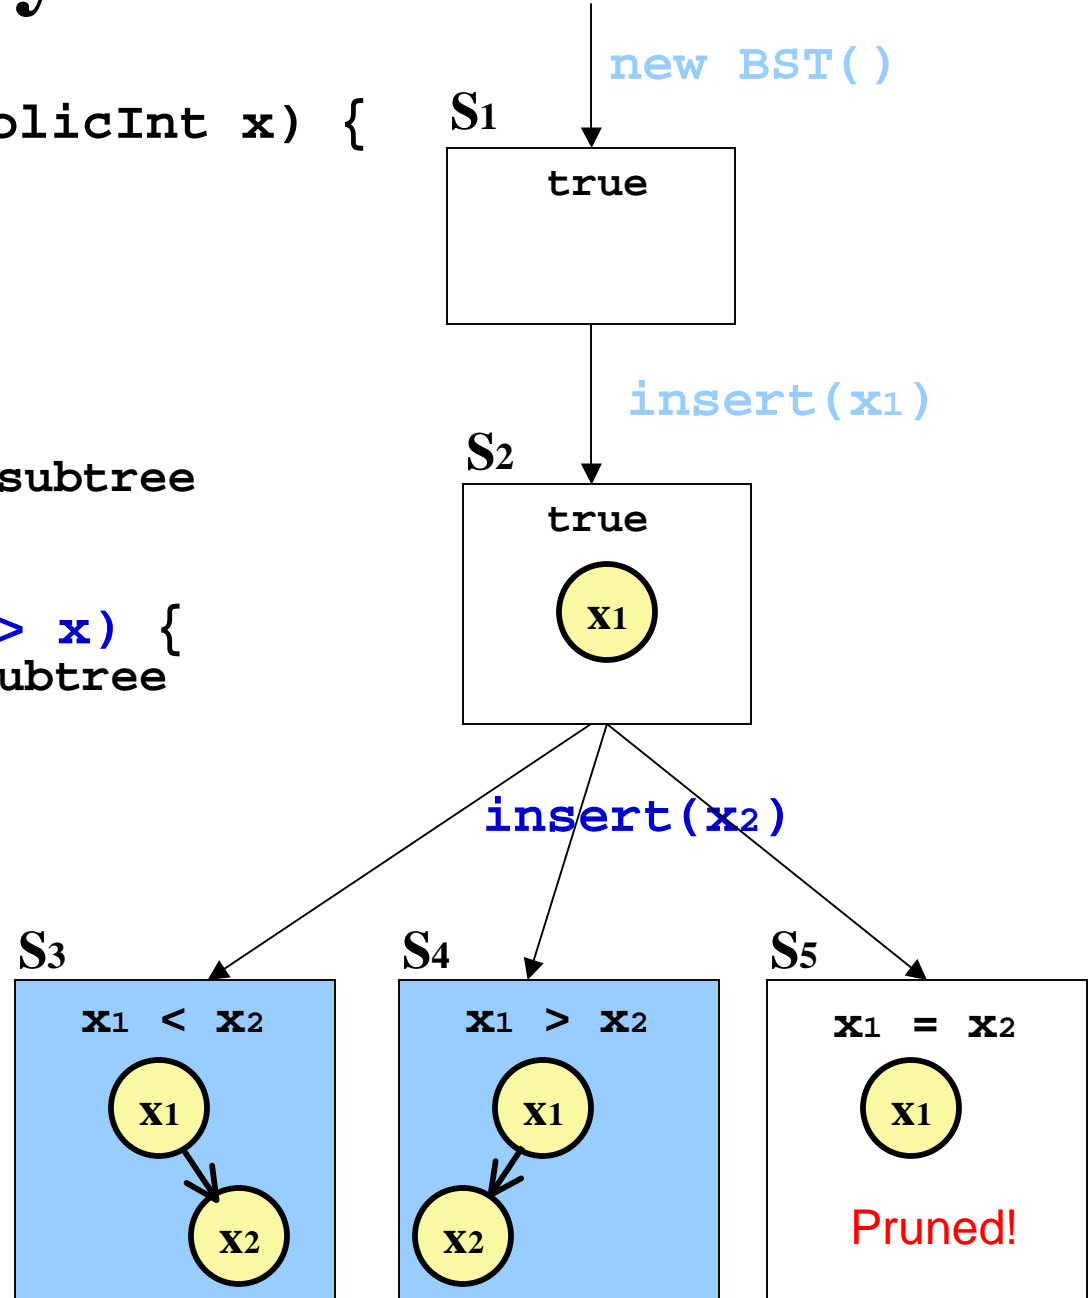 new BST()
olicInt x) {
S1
true
insert(x1)
S2
subtree
true
x1
> x) {
ubtree
insert(x2)
S3
S4
S5
x1 < x2
x1 > x2
x1 = x2
x1
x1
x1
x2
x2
Pruned!